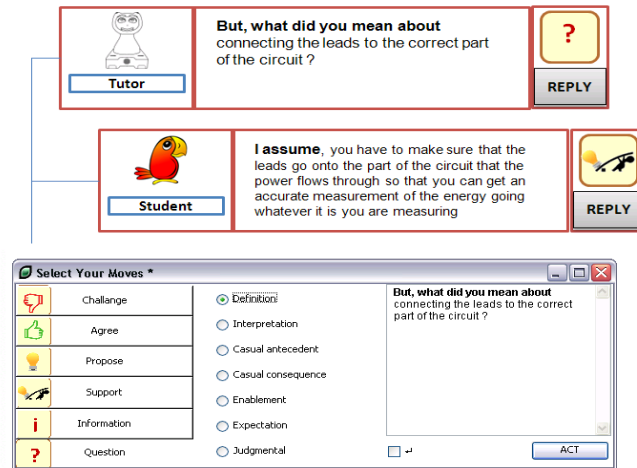 But, what did you mean about
connecting the leads to the correct part
of the circuit ?
?
Tutor
REPLY
I assume, you have to make sure that the
leads go onto the part of the circuit that the
power flows through so that you can get an
accurate measurement of the energy going
whatever it is you are measuring
Student
REPLY
Select Your Moves *
Challange
Agree
Propose
Support
i Information
? Question
Definition
Interpretation
Casual antecedent
Casual consequence
Enablement
Expectation
Judgmental
But, what did you mean about
connecting the leads to the correct
part of the circuit ?
ACT